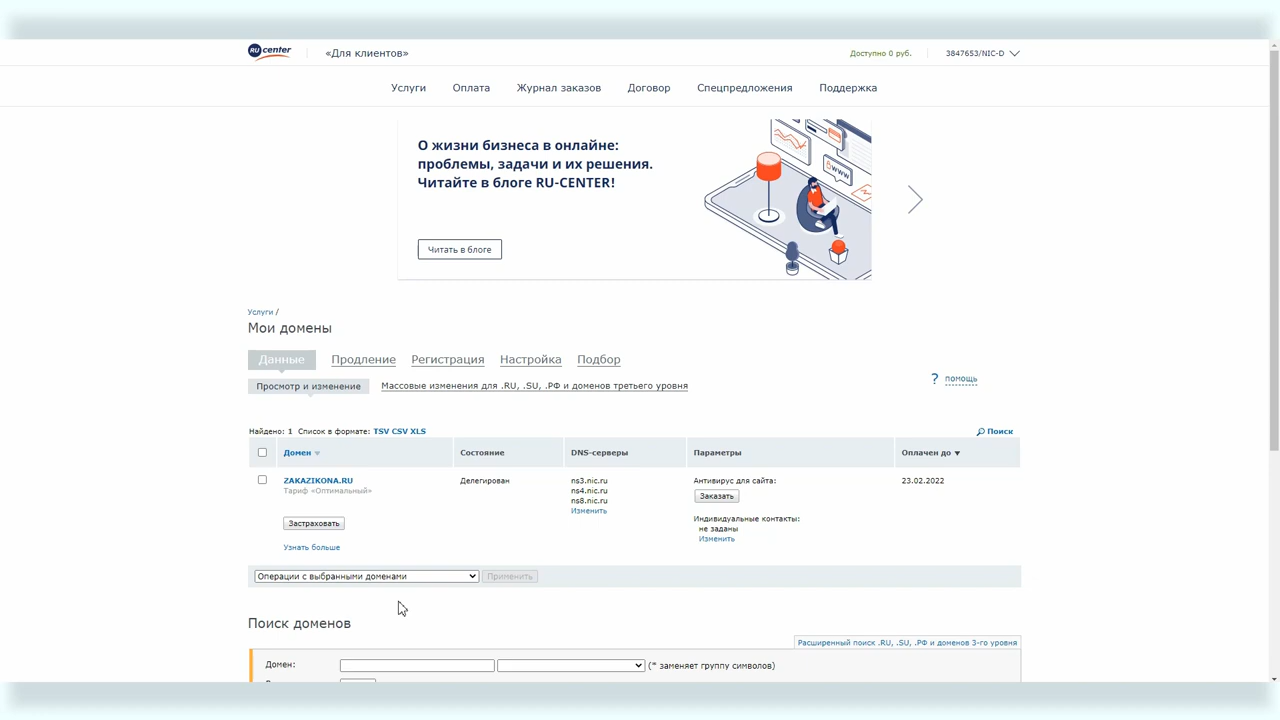 RU center
«Для клиентов»
Доступно 0 руб.
3847653/NIC-D
Услуги Оплата Журнал заказов Договор Спецпредложения Поддержка
О жизни бизнеса в онлайне:
проблемы, задачи и их решения.
Читайте в блоге RU-CENTER!
Читать в блоге
www
Услуги /
Мои домены
Данные Продление Регистрация Настройка Подбор
? помощь
Просмотр и изменение Массовые изменения для .RU, .SU, .РФ и доменов третьего уровня
Найдено: 1 Список в формате: TSV CSV XLS
Поиск
Домен Состояние DNS-серверы Параметры Оплачен до
ZAKAZIKONA.RU Делегирован ns3.nic.ru Антивирус для сайта: 23.02.2022
Тариф «Оптимальный» ns4.nic.ru Заказать
ns8.nic.ru
Изменить
Застраховать Индивидуальные контакты:
не заданы
Изменить
Узнать больше
Операции с выбранными доменами Применить
Поиск доменов
Расширенный поиск .RU, .SU, .РФ и доменов 3-го уровня
Домен: (* заменяет группу символов)